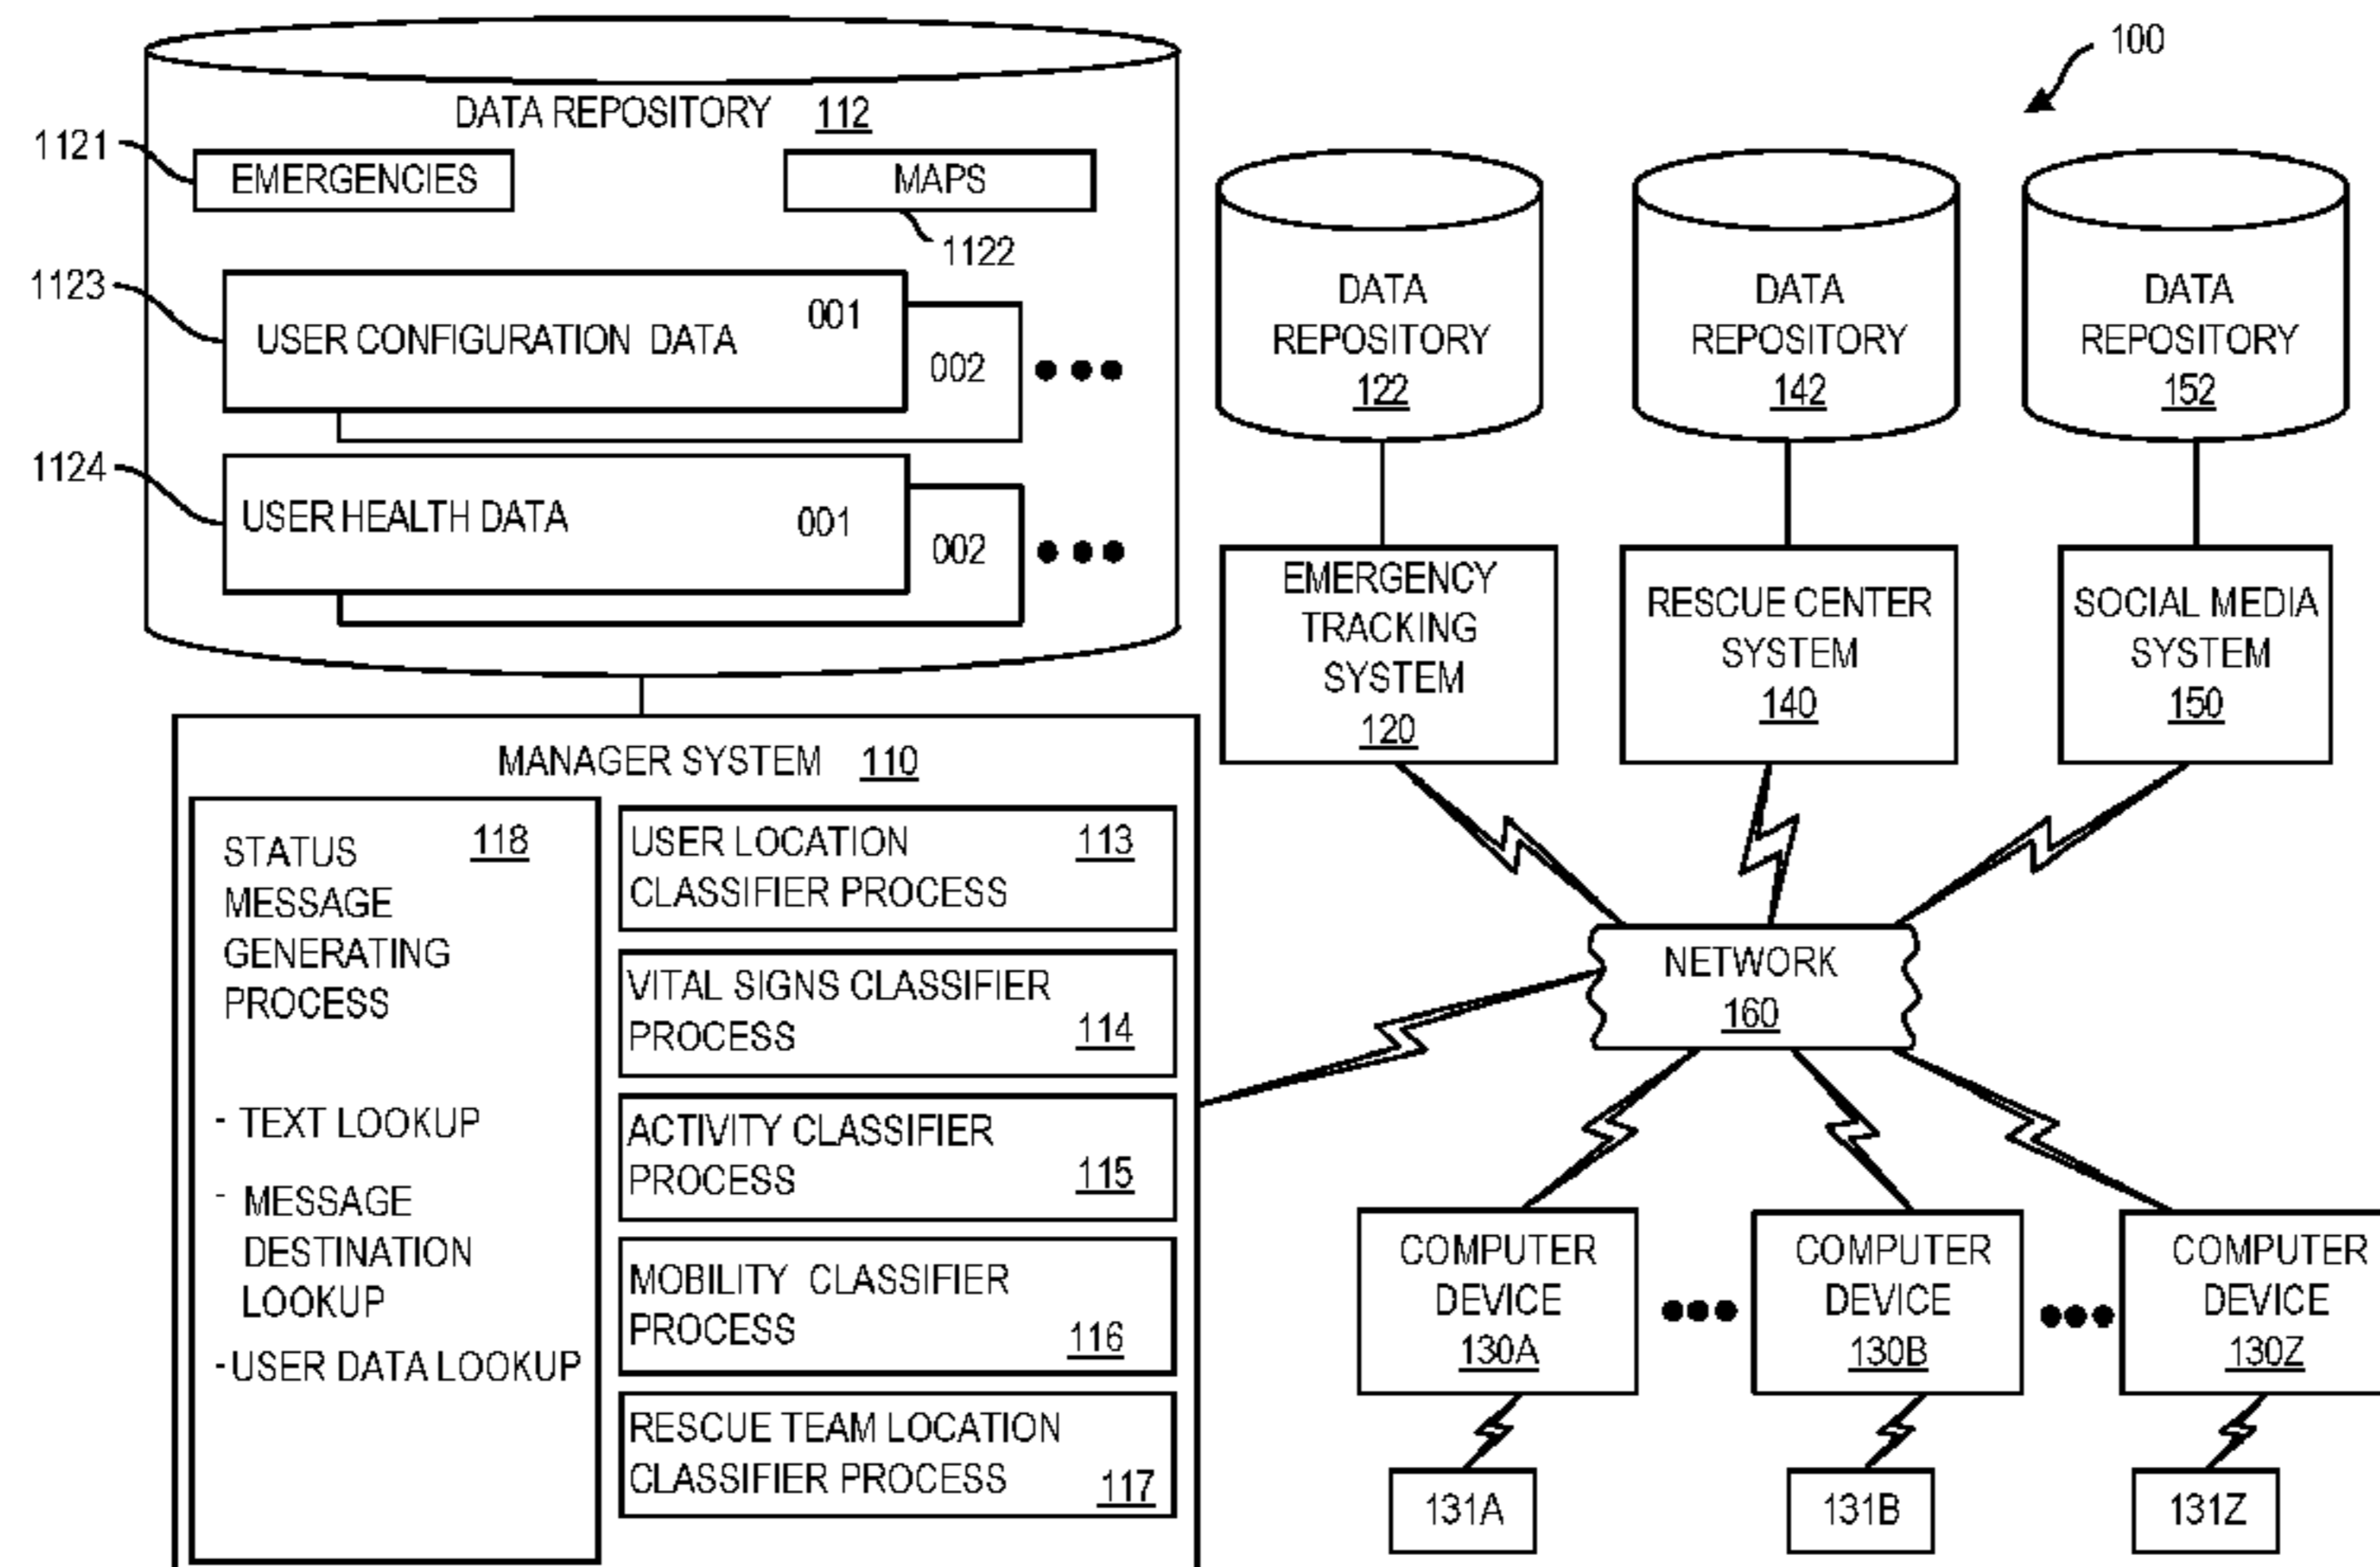 100
DATA REPOSITORY 112
1121
EMERGENCIES
MAPS
1122
1123
USER CONFIGURATION DATA 001
002
1124
USER HEALTH DATA 001
002
DATA
REPOSITORY
122
DATA
REPOSITORY
142
DATA
REPOSITORY
152
EMERGENCY
TRACKING
SYSTEM
120
RESCUE CENTER
SYSTEM
140
SOCIAL MEDIA
SYSTEM
150
MANAGER SYSTEM 110
STATUS 118
MESSAGE
GENERATING
PROCESS
- TEXT LOOKUP
- MESSAGE
DESTINATION
LOOKUP
-USER DATA LOOKUP
USER LOCATION 113
CLASSIFIER PROCESS
VITAL SIGNS CLASSIFIER
PROCESS 114
ACTIVITY CLASSIFIER
PROCESS 115
MOBILITY CLASSIFIER
PROCESS 116
RESCUE TEAM LOCATION
CLASSIFIER PROCESS 117
NETWORK
160
COMPUTER
DEVICE
130A
COMPUTER
DEVICE
130B
COMPUTER
DEVICE
130Z
131A
131B
131Z